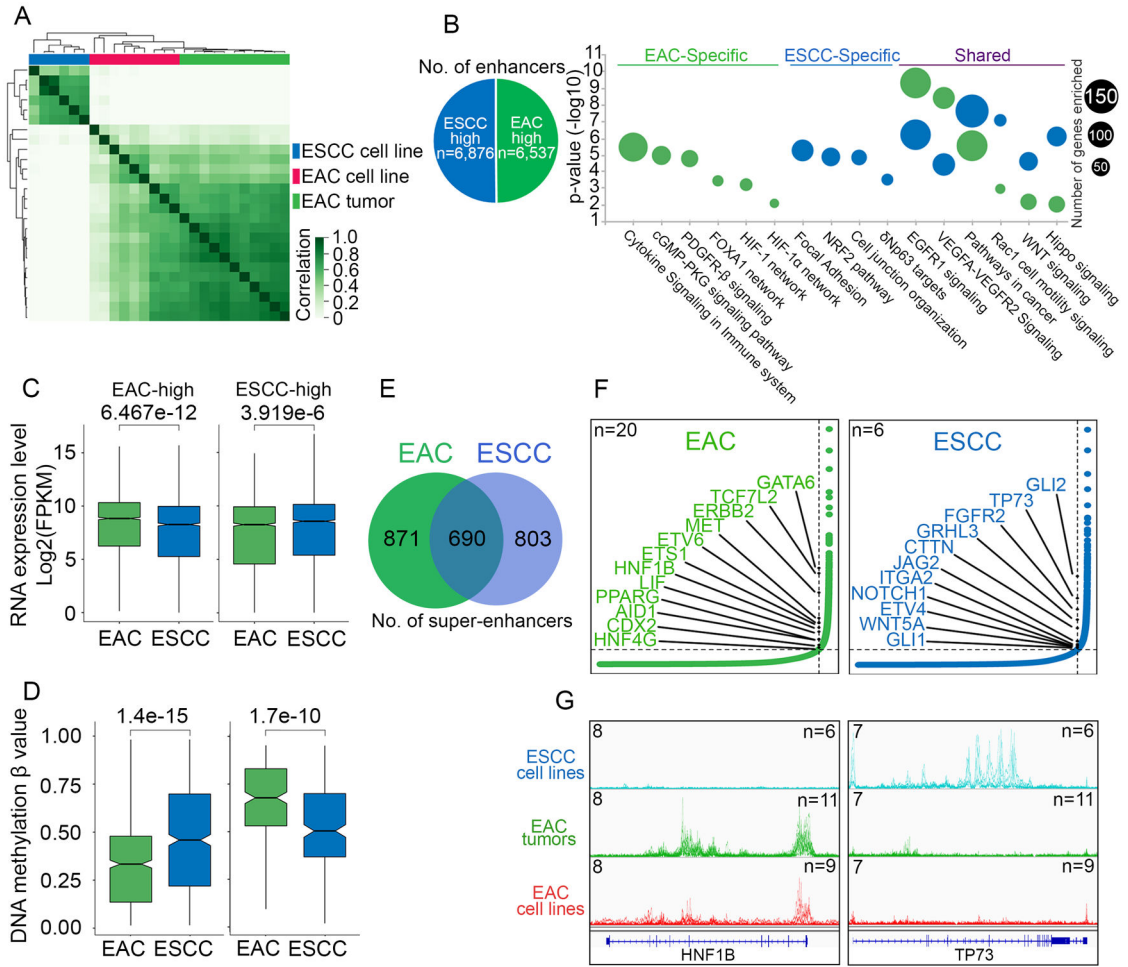 A
ESCC cell line
EAC cell line
EAC tumor
Correlation
1.0
0.8
0.6
0.4
0.2
0
B
No. of enhancers
ESCC
high
n=6,876
EAC
high
n=6,537
EAC-Specific
ESCC-Specific
Shared
p-value (-log10)
11
10
9
8
7
6
5
4
3
2
1
Cytokine Signaling in Immune system
cGMP-PKG signaling pathway
PDGFR-β signaling
FOXA1 network
HIF-1 network
HIF-1α network
Focal Adhesion
NRF2 pathway
Cell junction organization
δNp63 targets
EGFR1 signaling
VEGFA-VEGFR2 Signaling
Pathways in cancer
Rac1 cell motility signaling
WNT signaling
Hippo signaling
Number of genes enriched
150
100
50
C
EAC-high
6.467e-12
ESCC-high
3.919e-6
RNA expression level
Log2(FPKM)
15
10
5
0
EAC
ESCC
EAC
ESCC
D
1.4e-15
1.7e-10
DNA methylation β value
1.00
0.75
0.50
0.25
0.00
EAC
ESCC
EAC
ESCC
E
EAC
ESCC
871
690
803
No. of super-enhancers
F
n=20
EAC
GATA6
TCF7L2
ERBB2
MET
ETV6
ETS1
HNF1B
LIF
PPARG
AID1
CDX2
HNF4G
n=6
ESCC
GLI2
TP73
FGFR2
GRHL3
CTTN
JAG2
ITGA2
NOTCH1
ETV4
WNT5A
GLI1
G
ESCC
cell lines
8
n=6
7
n=6
EAC
tumors
8
n=11
7
n=11
EAC
cell lines
8
n=9
7
n=9
HNF1B
TP73